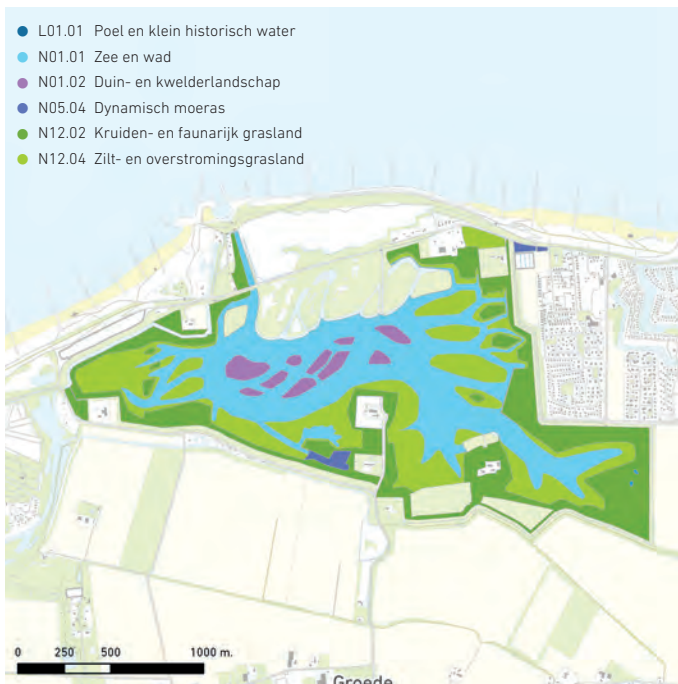 L01.01 Poel en klein historisch water
N01.01 Zee en wad
N01.02 Duin- en kwelderlandschap
N05.04 Dynamisch moeras
N12.02 Kruiden- en faunarijk grasland
N12.04 Zilt- en overstromingsgrasland
0 250 500 1000 m.
Groede